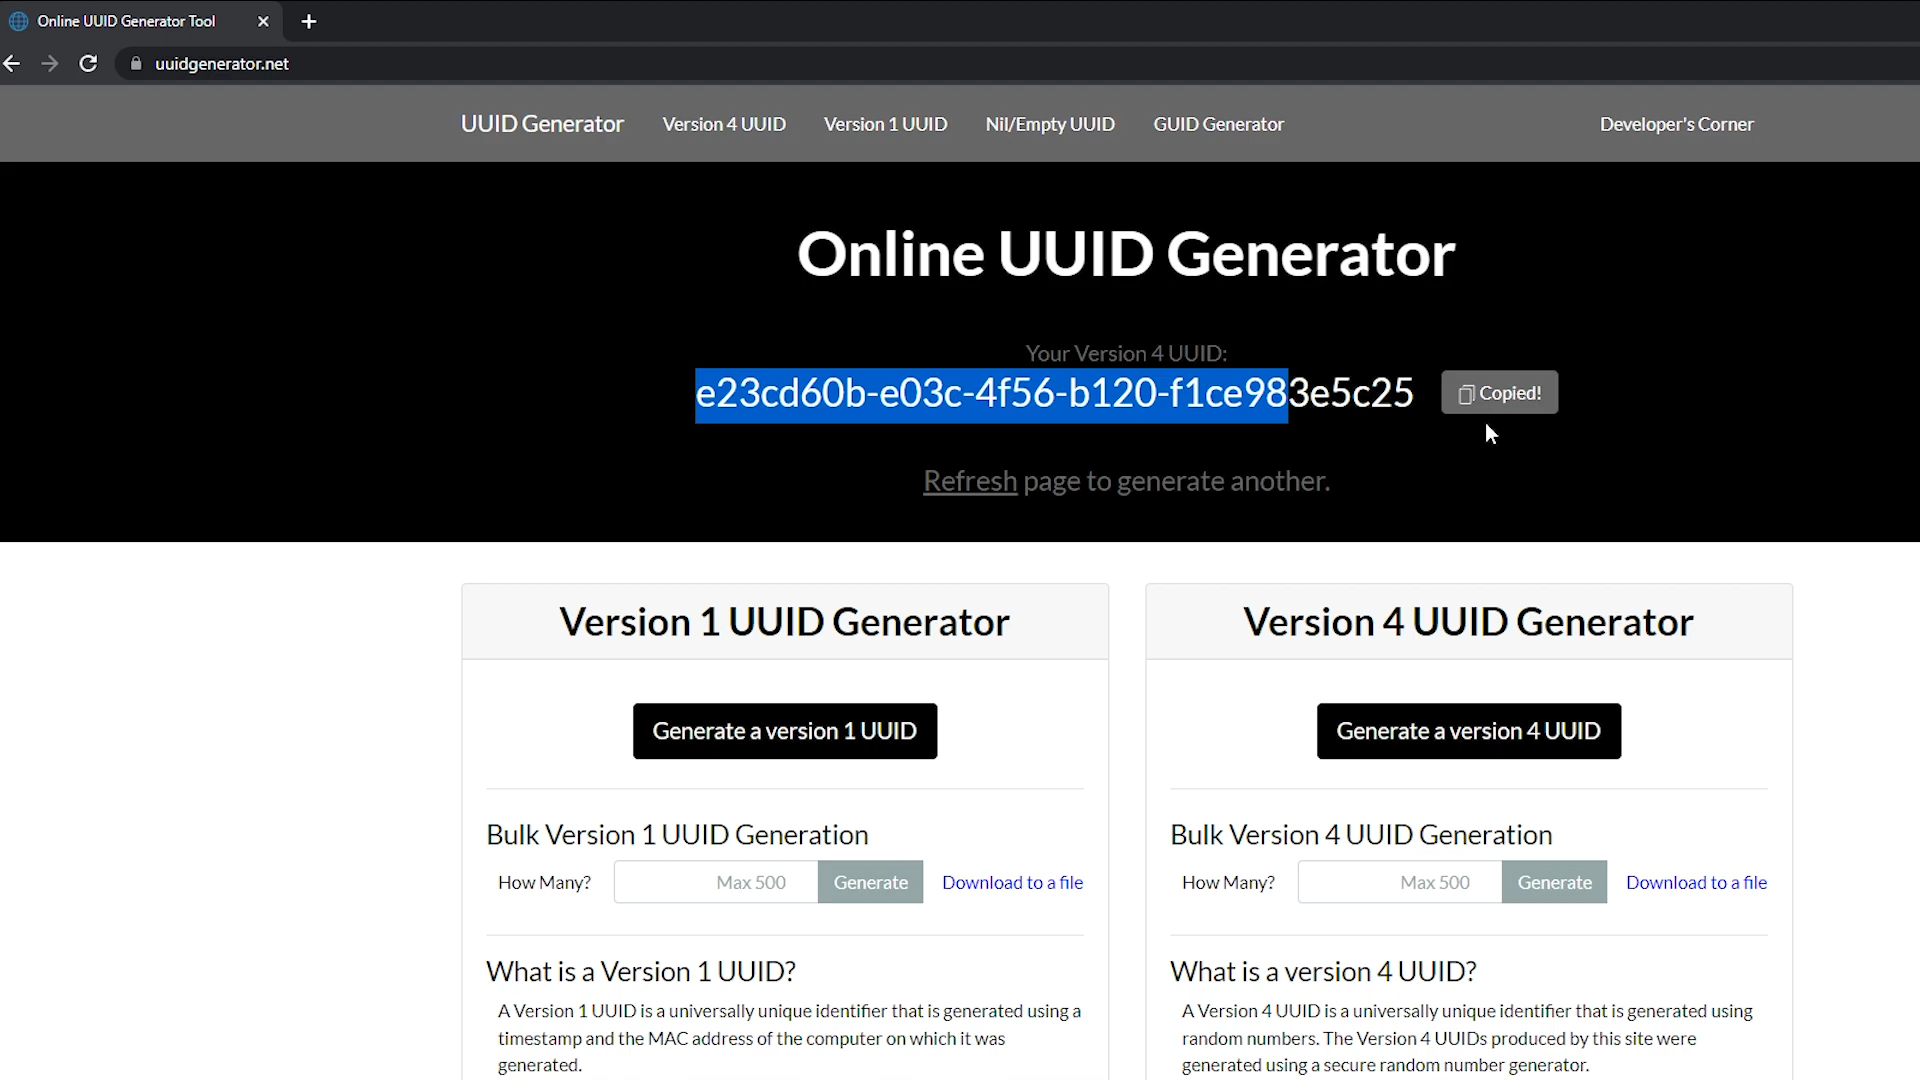 Online UUID Generator Tool
uuidgenerator.net
UUID Generator Version 4 UUID Version 1 UUID Nil/Empty UUID GUID Generator Developer's Corner
Online UUID Generator
Your Version 4 UUID:
e23cd60b-e03c-4f56-b120-f1ce983e5c25 Copied!
Refresh page to generate another.
Version 1 UUID Generator
Generate a version 1 UUID
Bulk Version 1 UUID Generation
How Many? Max 500 Generate Download to a file
What is a Version 1 UUID?
A Version 1 UUID is a universally unique identifier that is generated using a
timestamp and the MAC address of the computer on which it was
generated.
Version 4 UUID Generator
Generate a version 4 UUID
Bulk Version 4 UUID Generation
How Many? Max 500 Generate Download to a file
What is a version 4 UUID?
A Version 4 UUID is a universally unique identifier that is generated using
random numbers. The Version 4 UUIDs produced by this site were
generated using a secure random number generator.